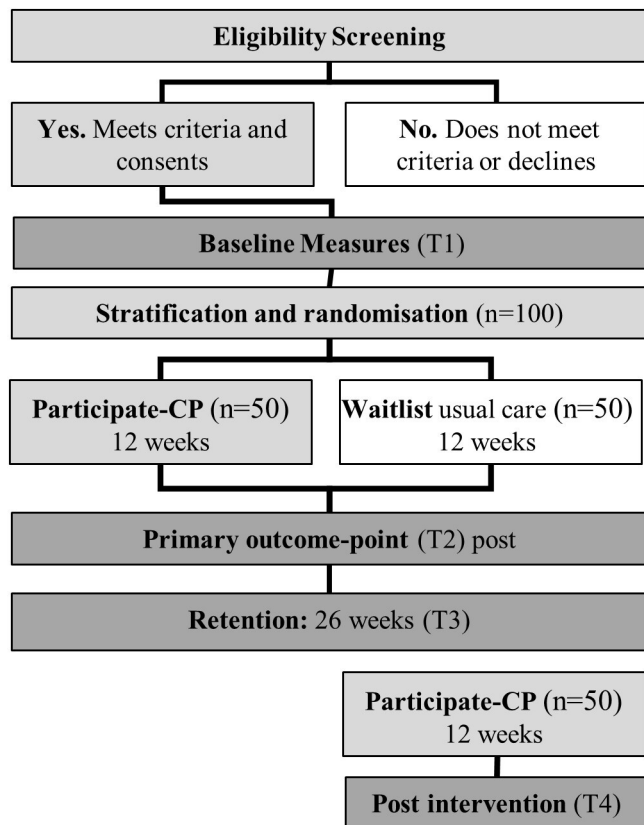 Eligibility Screening
Yes. Meets criteria and
consents
No. Does not meet
criteria or declines
Baseline Measures (T1)
Stratification and randomisation (n=100)
Participate-CP (n=50)
12 weeks
Waitlist usual care (n=50)
12 weeks
Primary outcome-point (T2) post
Retention: 26 weeks (T3)
Participate-CP (n=50)
12 weeks
Post intervention (T4)